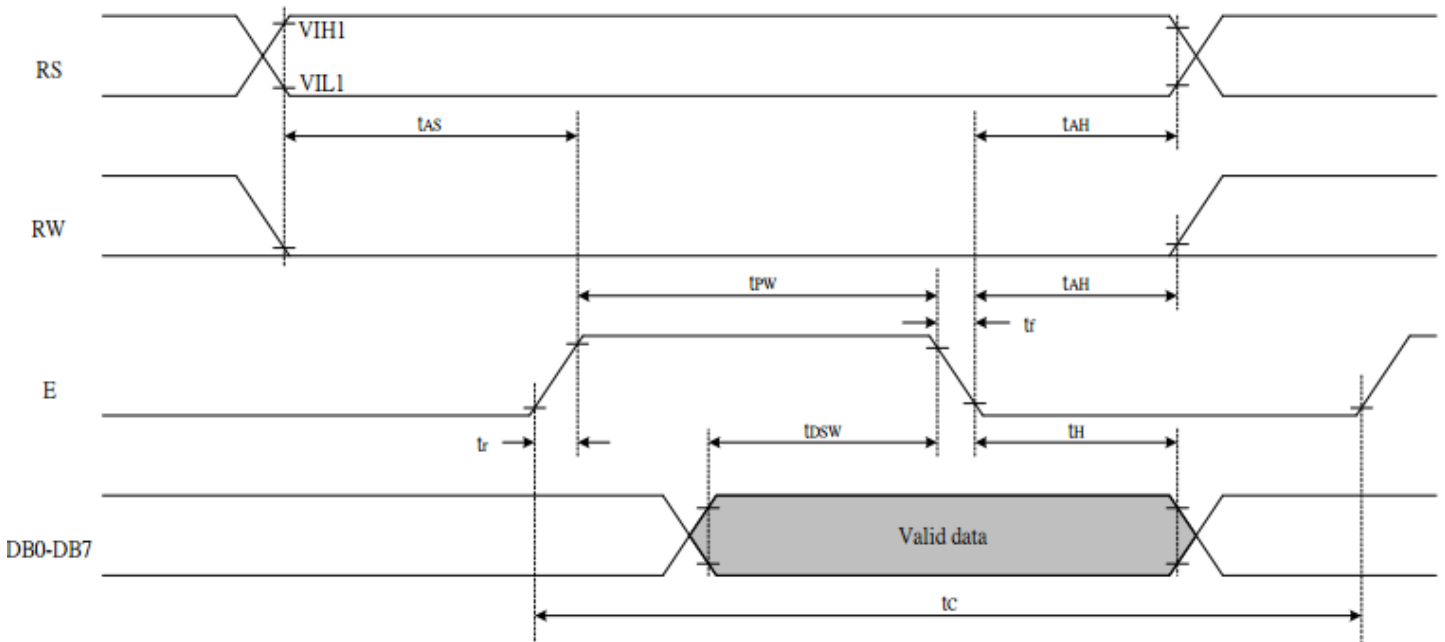 VIH1
RS
VIL1
tAS tAH
RW
tPW tAH
tf
E
tr tDSW tH
DB0-DB7 Valid data
tC